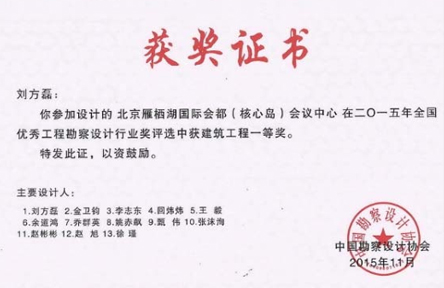 获奖证书
刘方磊：
你参加设计的 北京雁栖湖国际会都（核心岛）会议中心 在二〇一五年全国
优秀工程勘察设计行业奖评选中获建筑工程一等奖。
特发此证，以资鼓励。
主要设计人：
1.刘方磊 2.金卫钧 3.李志东 4.回炜炜 5.王 毅
6.余道鸿 7.乔群英 8.姚赤飙 9.甄 伟 10.张沫洵
11.赵彬彬 12.赵 旭 13.徐 瑾
中国勘察设计协会
中国勘察设计协会
2015年11月